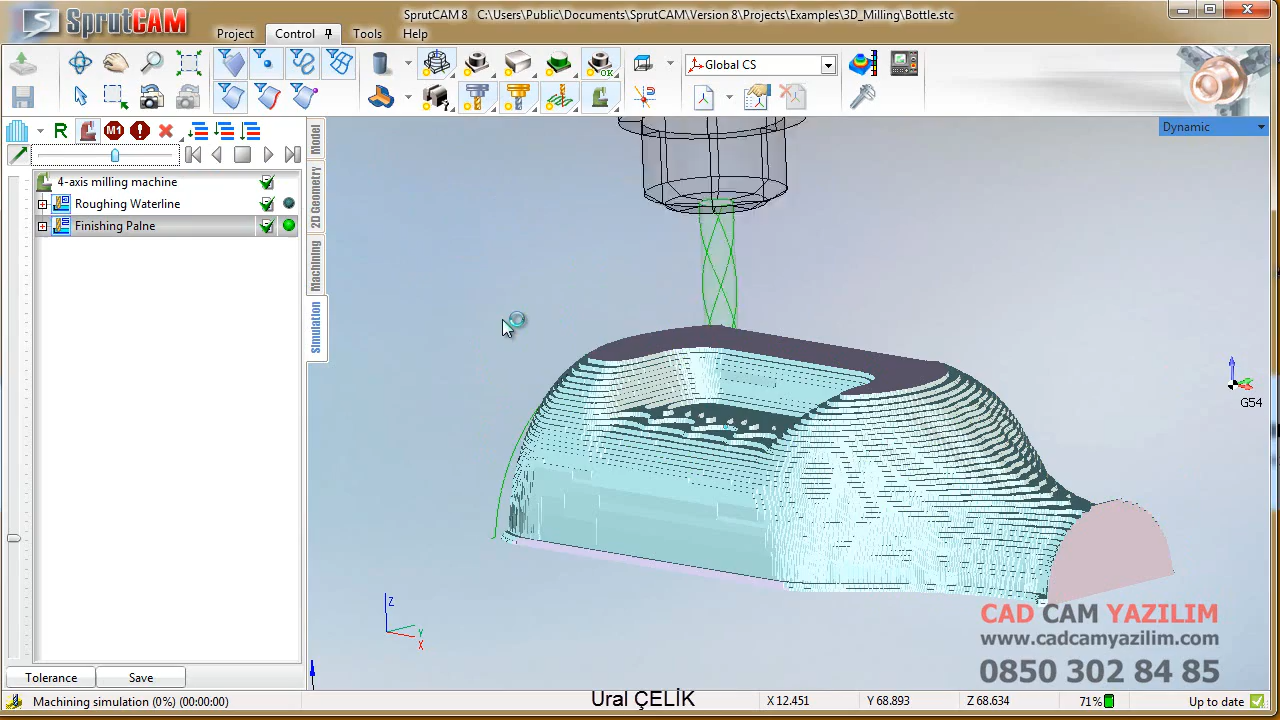 SprutCAM
SprutCAM 8 C:\Users\Public\Documents\SprutCAM\Version 8\Projects\Examples\3D_Milling\Bottle.stc
Project
Control
Tools
Help
OK
Global CS
R
M1
Dynamic
4-axis milling machine
Roughing Waterline
Finishing Palne
Model
2D Geometry
Machining
Simulation
G54
Z
Y
X
CAD CAM YAZILIM
www.cadcamyazilim.com
0850 302 84 85
Tolerance
Save
Machining simulation (0%) (00:00:00)
Ural ÇELİK
X 12.451
Y 68.893
Z 68.634
71%
Up to date